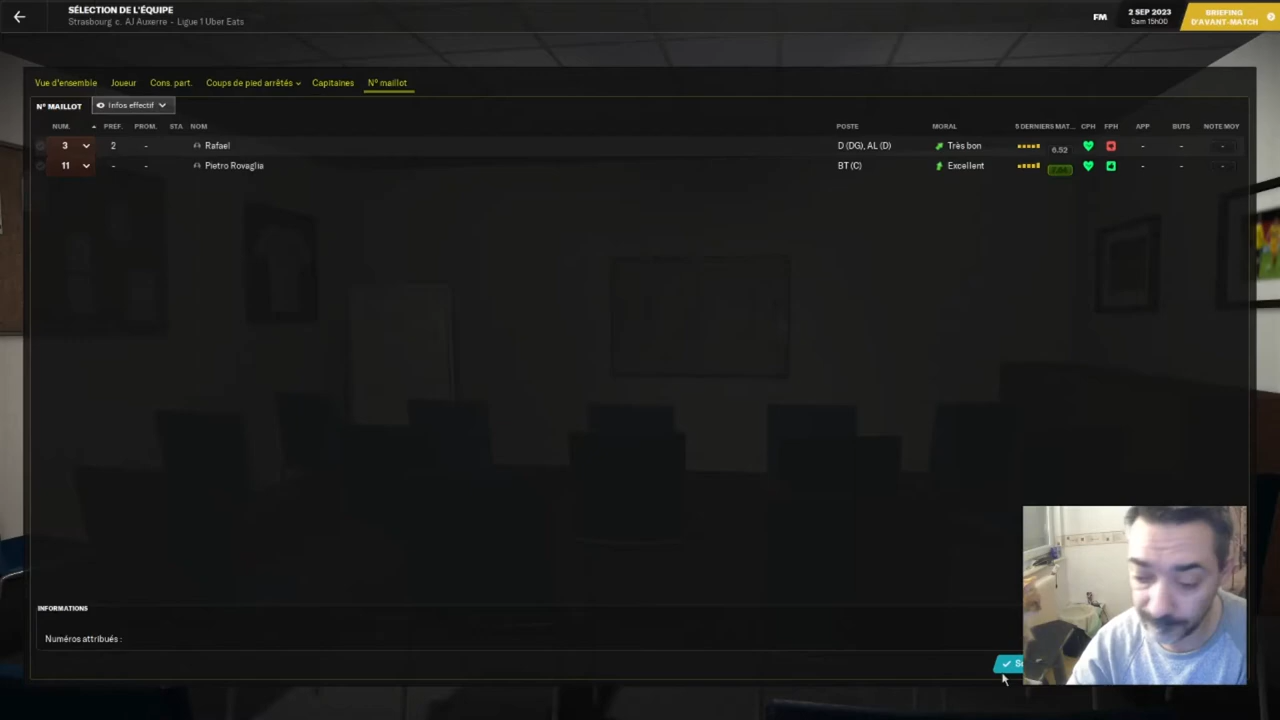 SÉLECTION DE L'ÉQUIPE
Strasbourg c. AJ Auxerre - Ligue 1 Uber Eats
FM
2 SEP 2023
Sam 15h00
BRIEFING
D'AVANT-MATCH
Vue d'ensemble Joueur Cons. part. Coups de pied arrêtés Capitaines N° maillot
N° MAILLOT Infos effectif
NUM. PRÉF. PROM. STA NOM POSTE MORAL 5 DERNIERS MAT... CPH FPH APP BUTS NOTE MOY
3 2 - Rafael D (DG), AL (D) Très bon 6.52 - - -
11 - - Pietro Rovaglia BT (C) Excellent - - -
INFORMATIONS
Numéros attribués :